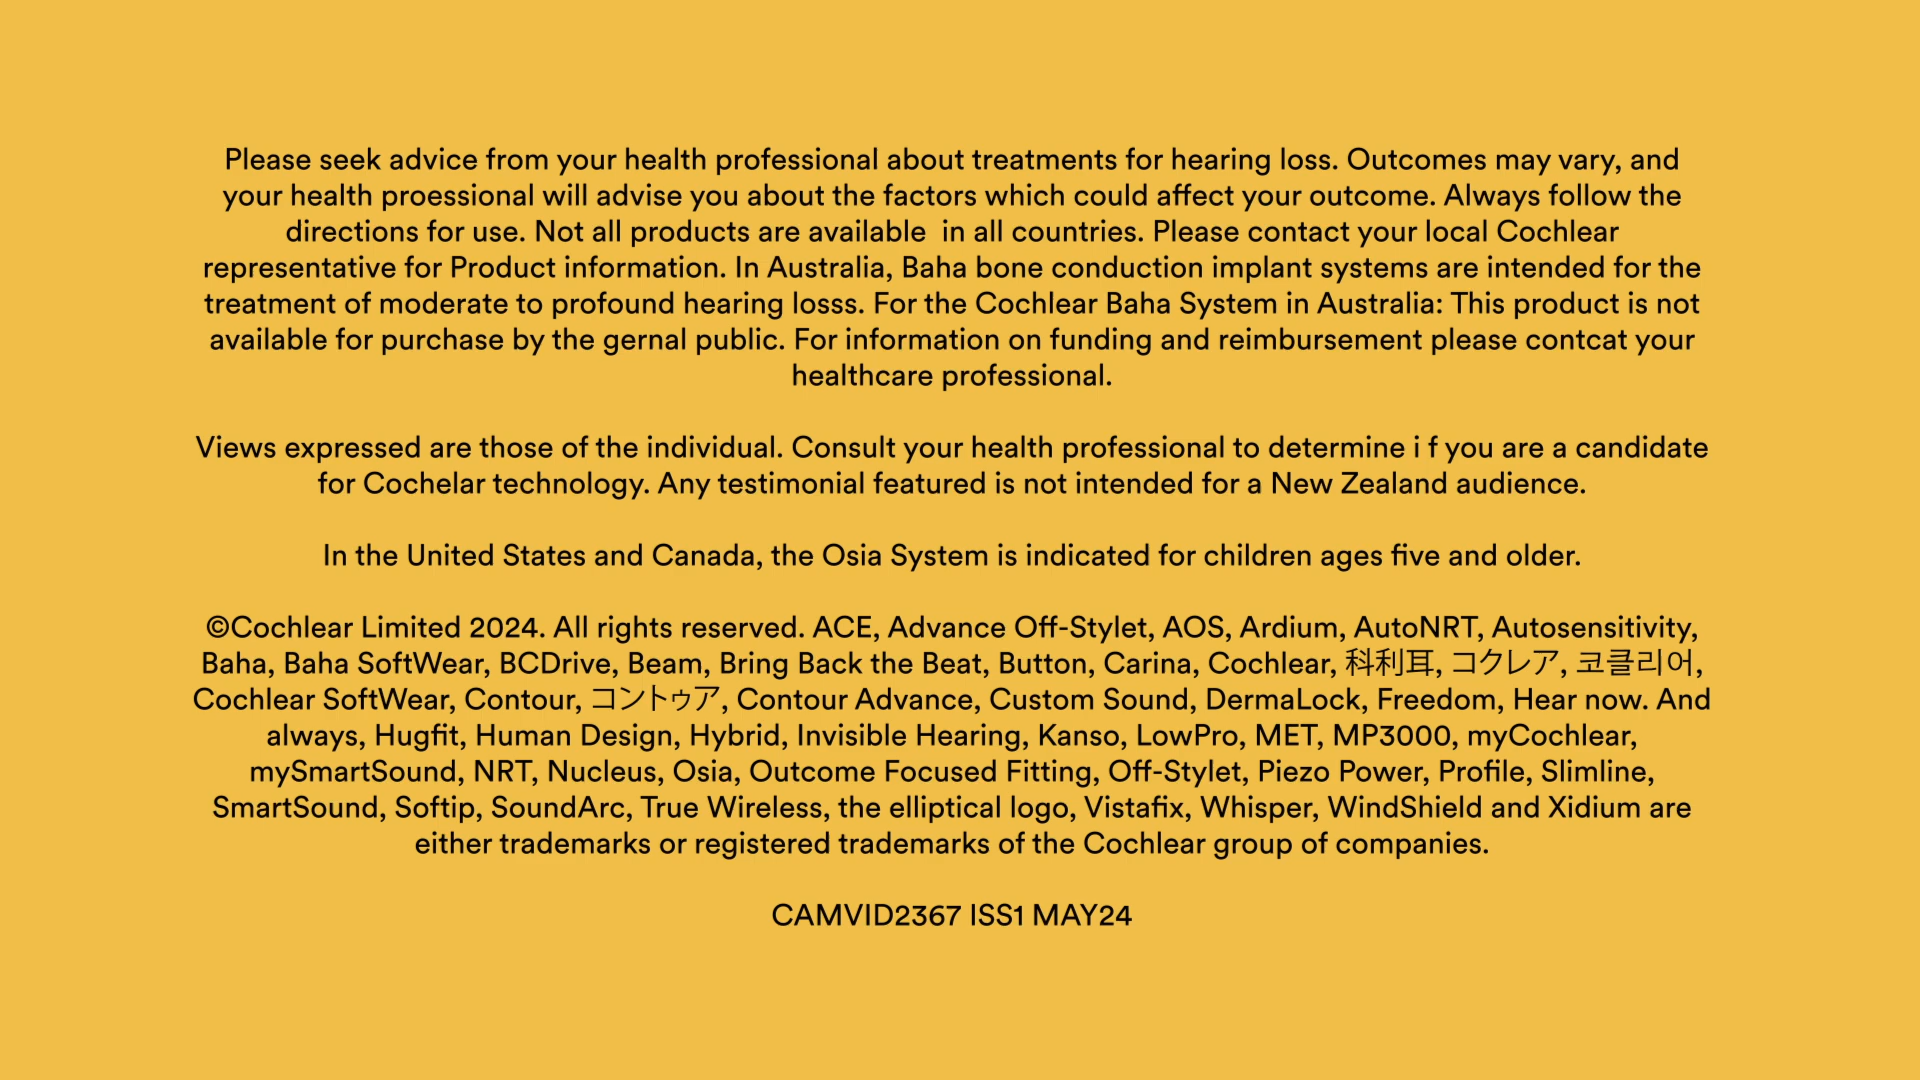 Please seek advice from your health professional about treatments for hearing loss. Outcomes may vary, and
your health proessional will advise you about the factors which could affect your outcome. Always follow the
directions for use. Not all products are available  in all countries. Please contact your local Cochlear
representative for Product information. In Australia, Baha bone conduction implant systems are intended for the
treatment of moderate to profound hearing losss. For the Cochlear Baha System in Australia: This product is not
available for purchase by the gernal public. For information on funding and reimbursement please contcat your
healthcare professional.
Views expressed are those of the individual. Consult your health professional to determine i f you are a candidate
for Cochelar technology. Any testimonial featured is not intended for a New Zealand audience.
In the United States and Canada, the Osia System is indicated for children ages five and older.
©Cochlear Limited 2024. All rights reserved. ACE, Advance Off-Stylet, AOS, Ardium, AutoNRT, Autosensitivity,
Baha, Baha SoftWear, BCDrive, Beam, Bring Back the Beat, Button, Carina, Cochlear, 科利耳, コクレア, 코클리어,
Cochlear SoftWear, Contour, コントゥア, Contour Advance, Custom Sound, DermaLock, Freedom, Hear now. And
always, Hugfit, Human Design, Hybrid, Invisible Hearing, Kanso, LowPro, MET, MP3000, myCochlear,
mySmartSound, NRT, Nucleus, Osia, Outcome Focused Fitting, Off-Stylet, Piezo Power, Profile, Slimline,
SmartSound, Softip, SoundArc, True Wireless, the elliptical logo, Vistafix, Whisper, WindShield and Xidium are
either trademarks or registered trademarks of the Cochlear group of companies.
CAMVID2367 ISS1 MAY24